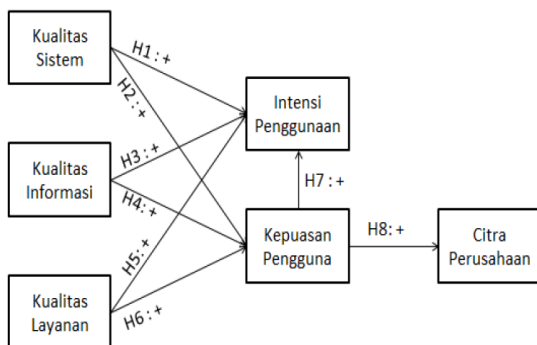 Kualitas
Sistem
H1 : +
H2 : +
Intensi
Penggunaan
Kualitas
Informasi
H3 : +
H4 : +
H7 : +
Kepuasan
Pengguna
H8: +
Citra
Perusahaan
H5 : +
Kualitas
Layanan
H6 : +